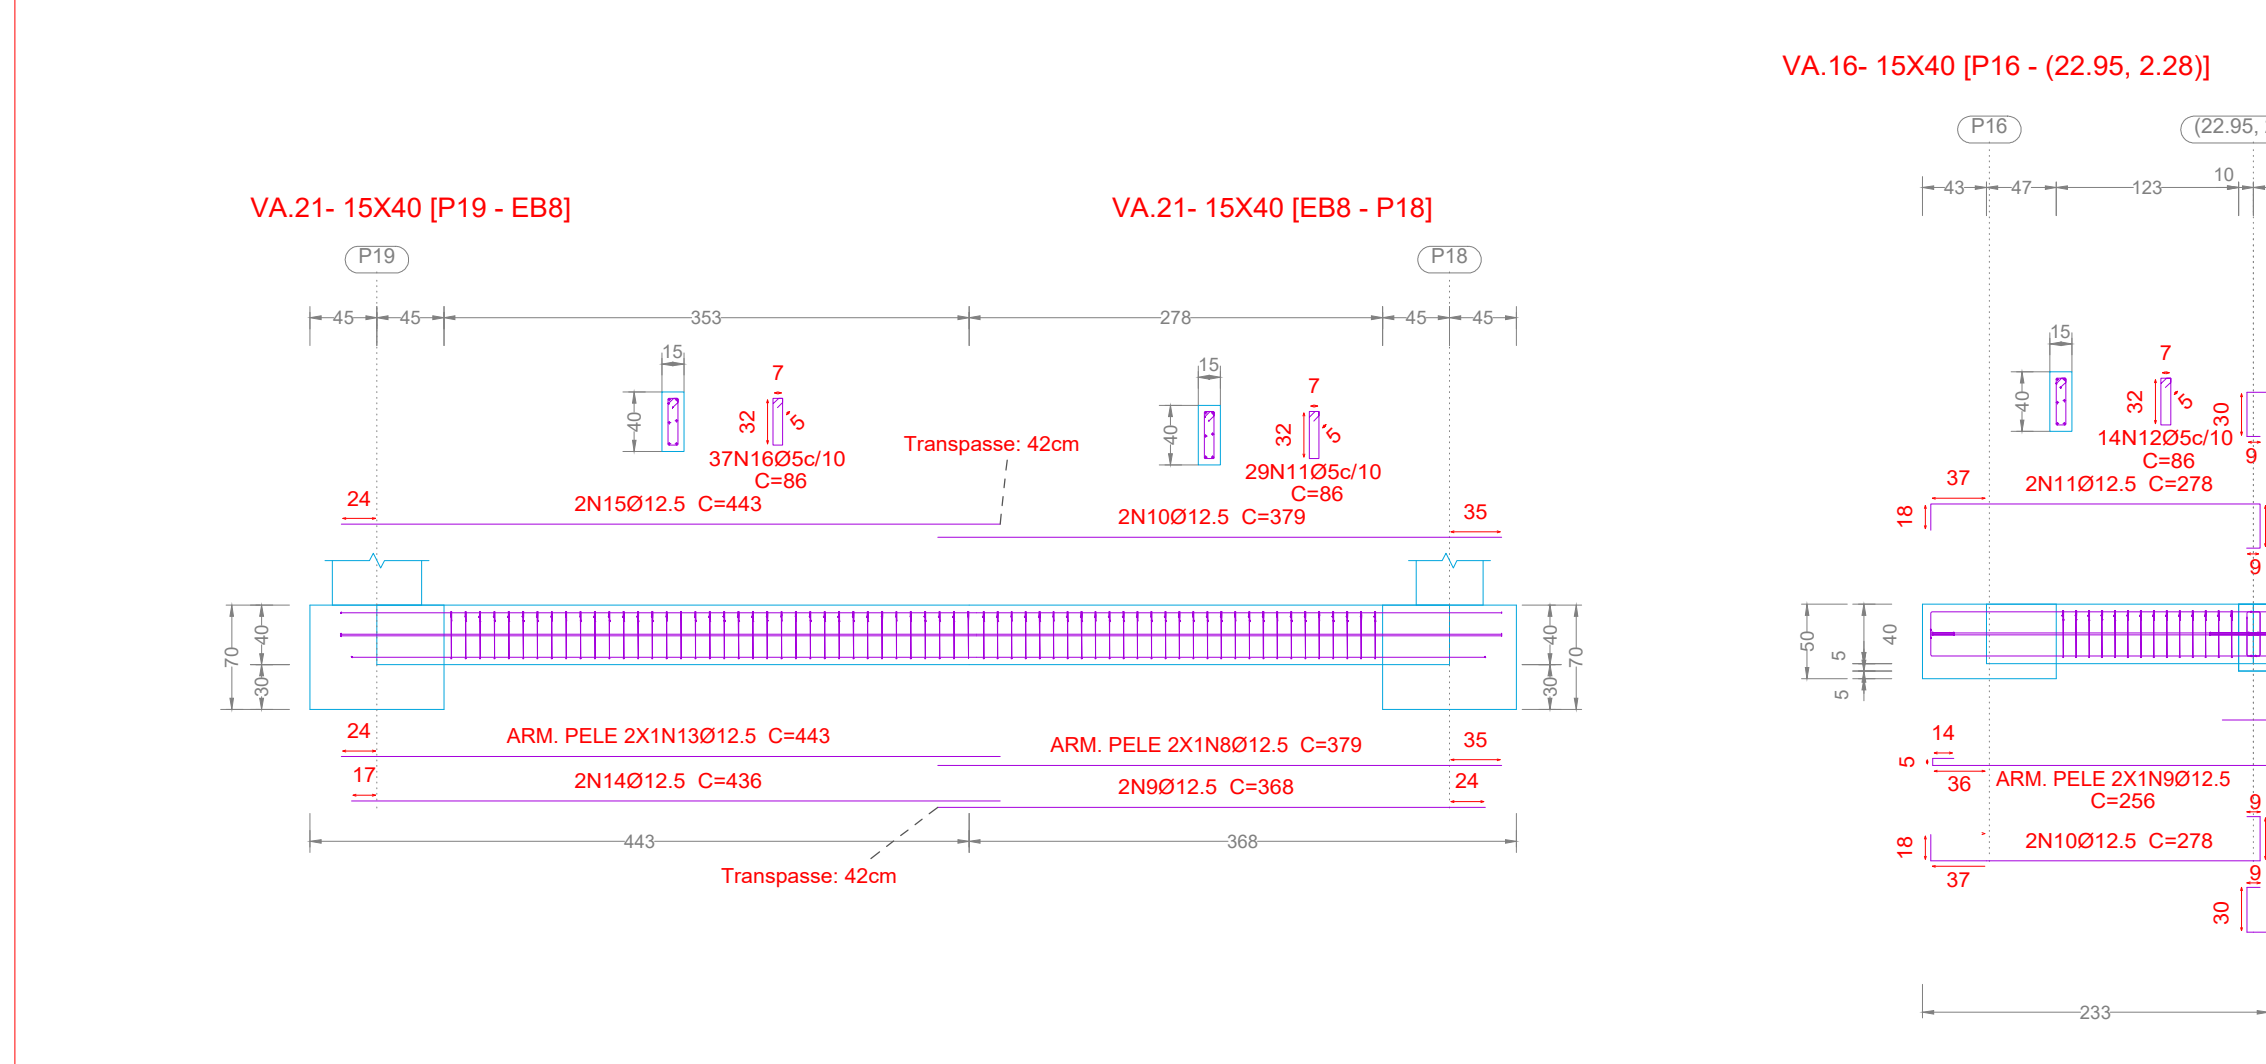 VA.16- 15X40 [P16 - (22.95, 2.28)]
P16
(22.95,
43
47
123
10
VA.21- 15X40 [P19 - EB8]
VA.21- 15X40 [EB8 - P18]
P19
P18
45
45
353
278
45
45
15
40
7
32
5
37N16Ø5c/10
C=86
Transpasse: 42cm
15
40
7
32
5
29N11Ø5c/10
C=86
24
2N15Ø12.5 C=443
2N10Ø12.5 C=379
35
70
40
30
40
30
70
24
ARM. PELE 2X1N13Ø12.5 C=443
ARM. PELE 2X1N8Ø12.5 C=379
35
17
2N14Ø12.5 C=436
2N9Ø12.5 C=368
24
443
368
Transpasse: 42cm
15
40
7
32
5
14N12Ø5c/10
C=86
30
9
37
2N11Ø12.5 C=278
18
9
50
5
5
40
14
5
36
ARM. PELE 2X1N9Ø12.5
C=256
9
18
2N10Ø12.5 C=278
37
9
30
233